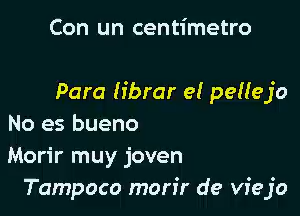 Con un centímetro
Para librar el pellejo
No es bueno
Morir muy joven
Tampoco morir de viejo